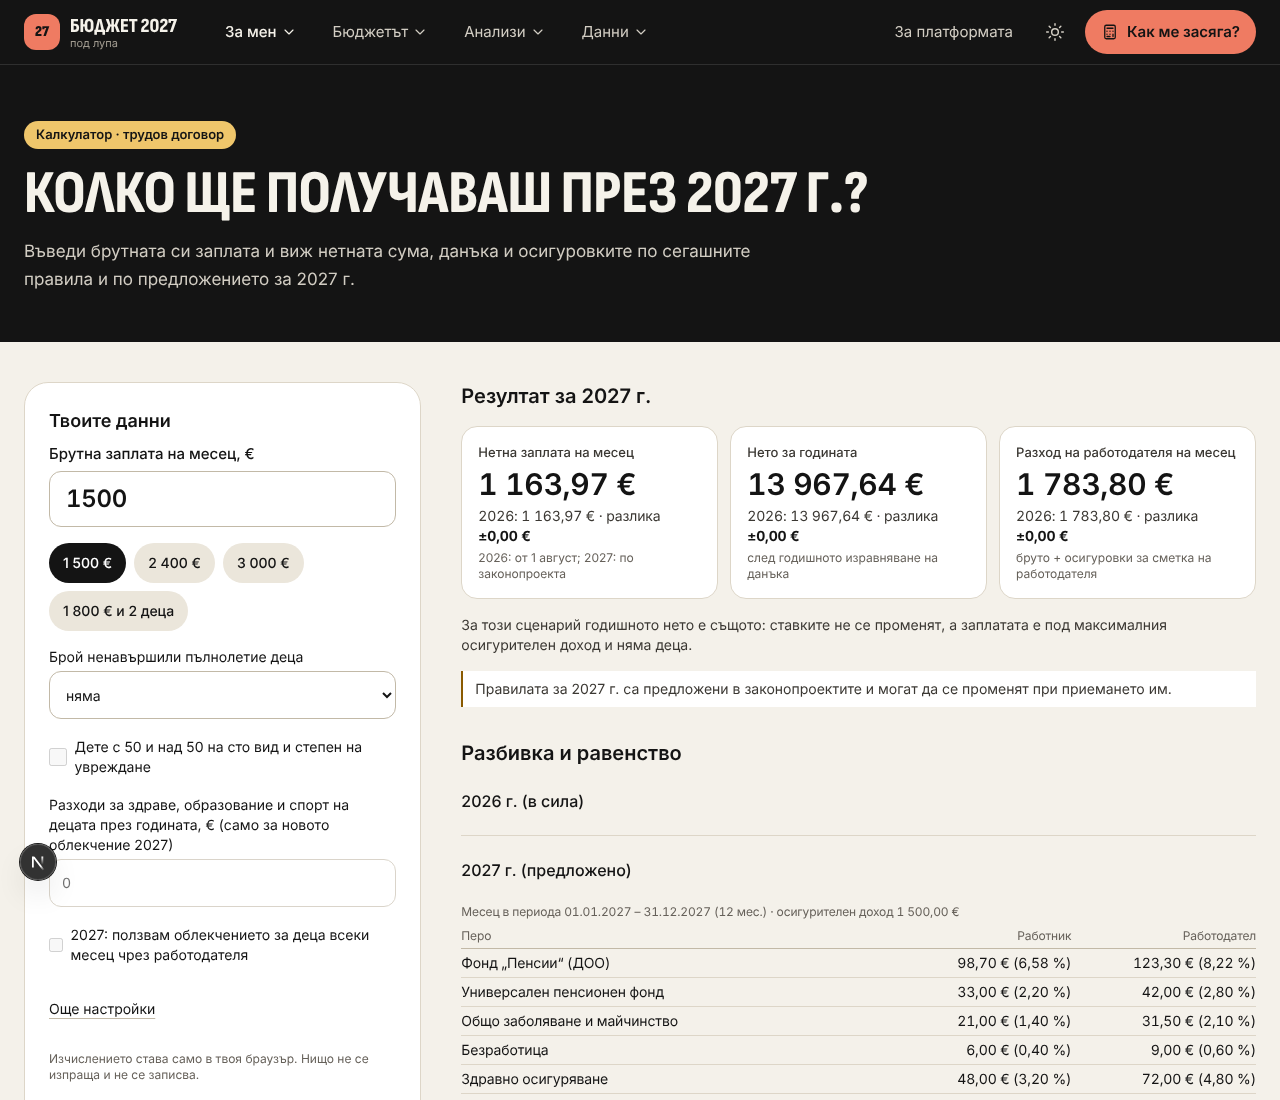 27
БЮДЖЕТ 2027
под лупа
За мен
Бюджетът
Анализи
Данни
За платформата
Как ме засяга?
Калкулатор · трудов договор
КОЛКО ЩЕ ПОЛУЧАВАШ ПРЕЗ 2027 Г.?
Въведи брутната си заплата и виж нетната сума, данъка и осигуровките по сегашните
правила и по предложението за 2027 г.
Твоите данни
Брутна заплата на месец, €
1500
1 500 €
2 400 €
3 000 €
1 800 € и 2 деца
Брой ненавършили пълнолетие деца
няма
Дете с 50 и над 50 на сто вид и степен на
увреждане
Разходи за здраве, образование и спорт на
децата през годината, € (само за новото
облекчение 2027)
N
0
2027: ползвам облекчението за деца всеки
месец чрез работодателя
Още настройки
Изчислението става само в твоя браузър. Нищо не се
изпраща и не се записва.
Резултат за 2027 г.
Нетна заплата на месец
1 163,97 €
2026: 1 163,97 € · разлика
±0,00 €
2026: от 1 август; 2027: по
законопроекта
Нето за годината
13 967,64 €
2026: 13 967,64 € · разлика
±0,00 €
след годишното изравняване на
данъка
Разход на работодателя на месец
1 783,80 €
2026: 1 783,80 € · разлика
±0,00 €
бруто + осигуровки за сметка на
работодателя
За този сценарий годишното нето е същото: ставките не се променят, а заплатата е под максималния
осигурителен доход и няма деца.
Правилата за 2027 г. са предложени в законопроектите и могат да се променят при приемането им.
Разбивка и равенство
2026 г. (в сила)
2027 г. (предложено)
Месец в периода 01.01.2027 – 31.12.2027 (12 мес.) · осигурителен доход 1 500,00 €
Перо Работник Работодател
Фонд „Пенсии“ (ДОО) 98,70 € (6,58 %) 123,30 € (8,22 %)
Универсален пенсионен фонд 33,00 € (2,20 %) 42,00 € (2,80 %)
Общо заболяване и майчинство 21,00 € (1,40 %) 31,50 € (2,10 %)
Безработица 6,00 € (0,40 %) 9,00 € (0,60 %)
Здравно осигуряване 48,00 € (3,20 %) 72,00 € (4,80 %)